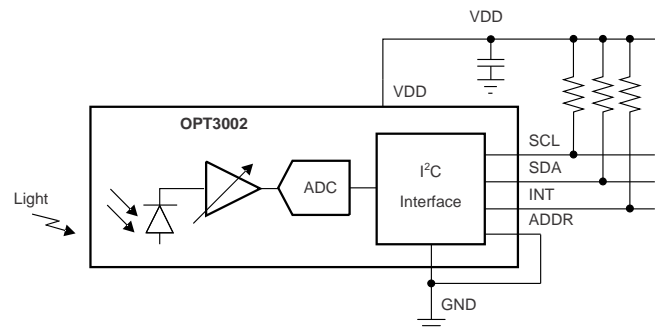 VDD
VDD
OPT3002
SCL
I²C
SDA
ADC
Interface
INT
Light
ADDR
GND